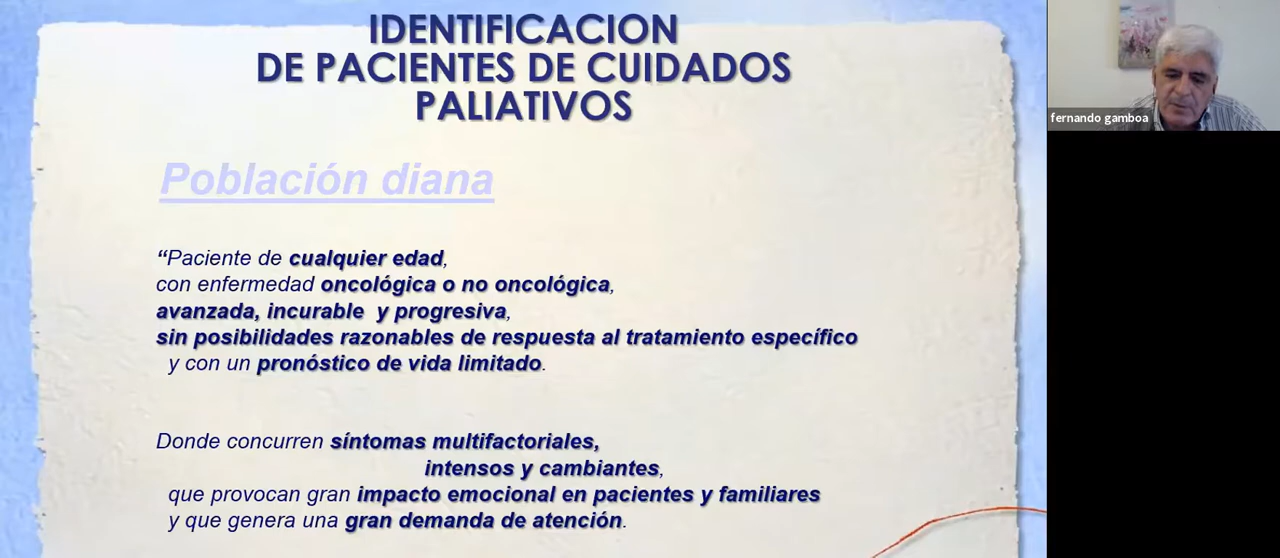 IDENTIFICACION
DE PACIENTES DE CUIDADOS
PALIATIVOS
Población diana
“Paciente de cualquier edad,
con enfermedad oncológica o no oncológica,
avanzada, incurable y progresiva,
sin posibilidades razonables de respuesta al tratamiento específico
y con un pronóstico de vida limitado.
Donde concurren síntomas multifactoriales,
intensos y cambiantes,
que provocan gran impacto emocional en pacientes y familiares
y que genera una gran demanda de atención.
fernando gamboa